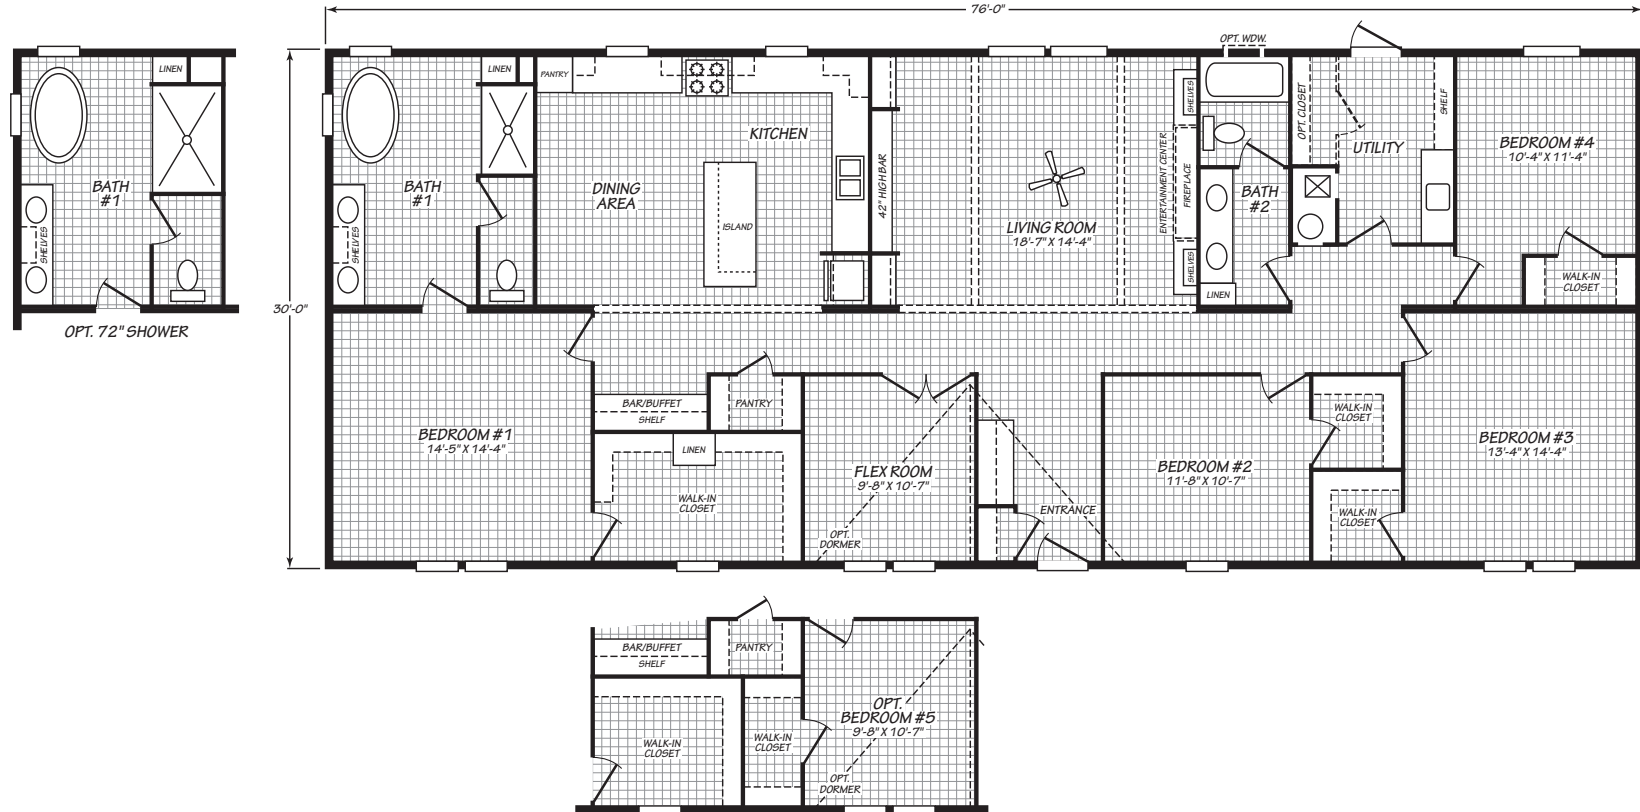 76'-0"
30'-0"
LINEN
BATH
#1
SHELVES
OPT. 72" SHOWER
LINEN
BATH
#1
SHELVES
PANTRY
KITCHEN
DINING
AREA
ISLAND
42" HIGH BAR
LIVING ROOM
18'-7" X 14'-4"
SHELVES
ENTERTAINMENT CENTER
FIREPLACE
SHELVES
OPT. WDW.
BATH
#2
LINEN
OPT. CLOSET
UTILITY
SHELF
BEDROOM #4
10'-4" X 11'-4"
WALK-IN
CLOSET
BEDROOM #1
14'-5" X 14'-4"
BAR/BUFFET
SHELF
PANTRY
LINEN
WALK-IN
CLOSET
FLEX ROOM
9'-8" X 10'-7"
OPT.
DORMER
ENTRANCE
BEDROOM #2
11'-8" X 10'-7"
WALK-IN
CLOSET
WALK-IN
CLOSET
BEDROOM #3
13'-4" X 14'-4"
BAR/BUFFET
SHELF
PANTRY
WALK-IN
CLOSET
WALK-IN
CLOSET
OPT.
BEDROOM #5
9'-8" X 10'-7"
OPT.
DORMER